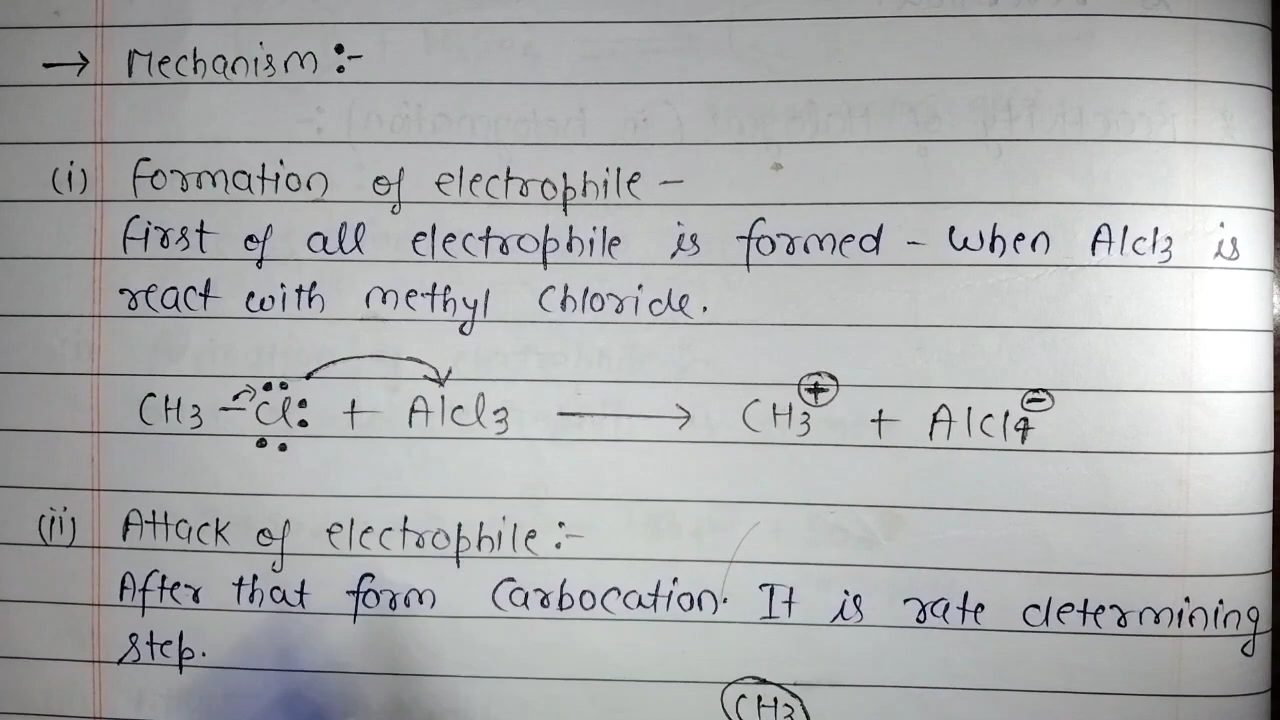 → Mechanism :-
(i) Formation of electrophile -
first of all electrophile is formed - When AlCl3 is
react with methyl Chloride.
CH3 - Cl: + AlCl3 ⟶ CH3⊕ + AlCl4⊖
(ii) Attack of electrophile :-
After that form Carbocation. It is rate determining
step.
CH3